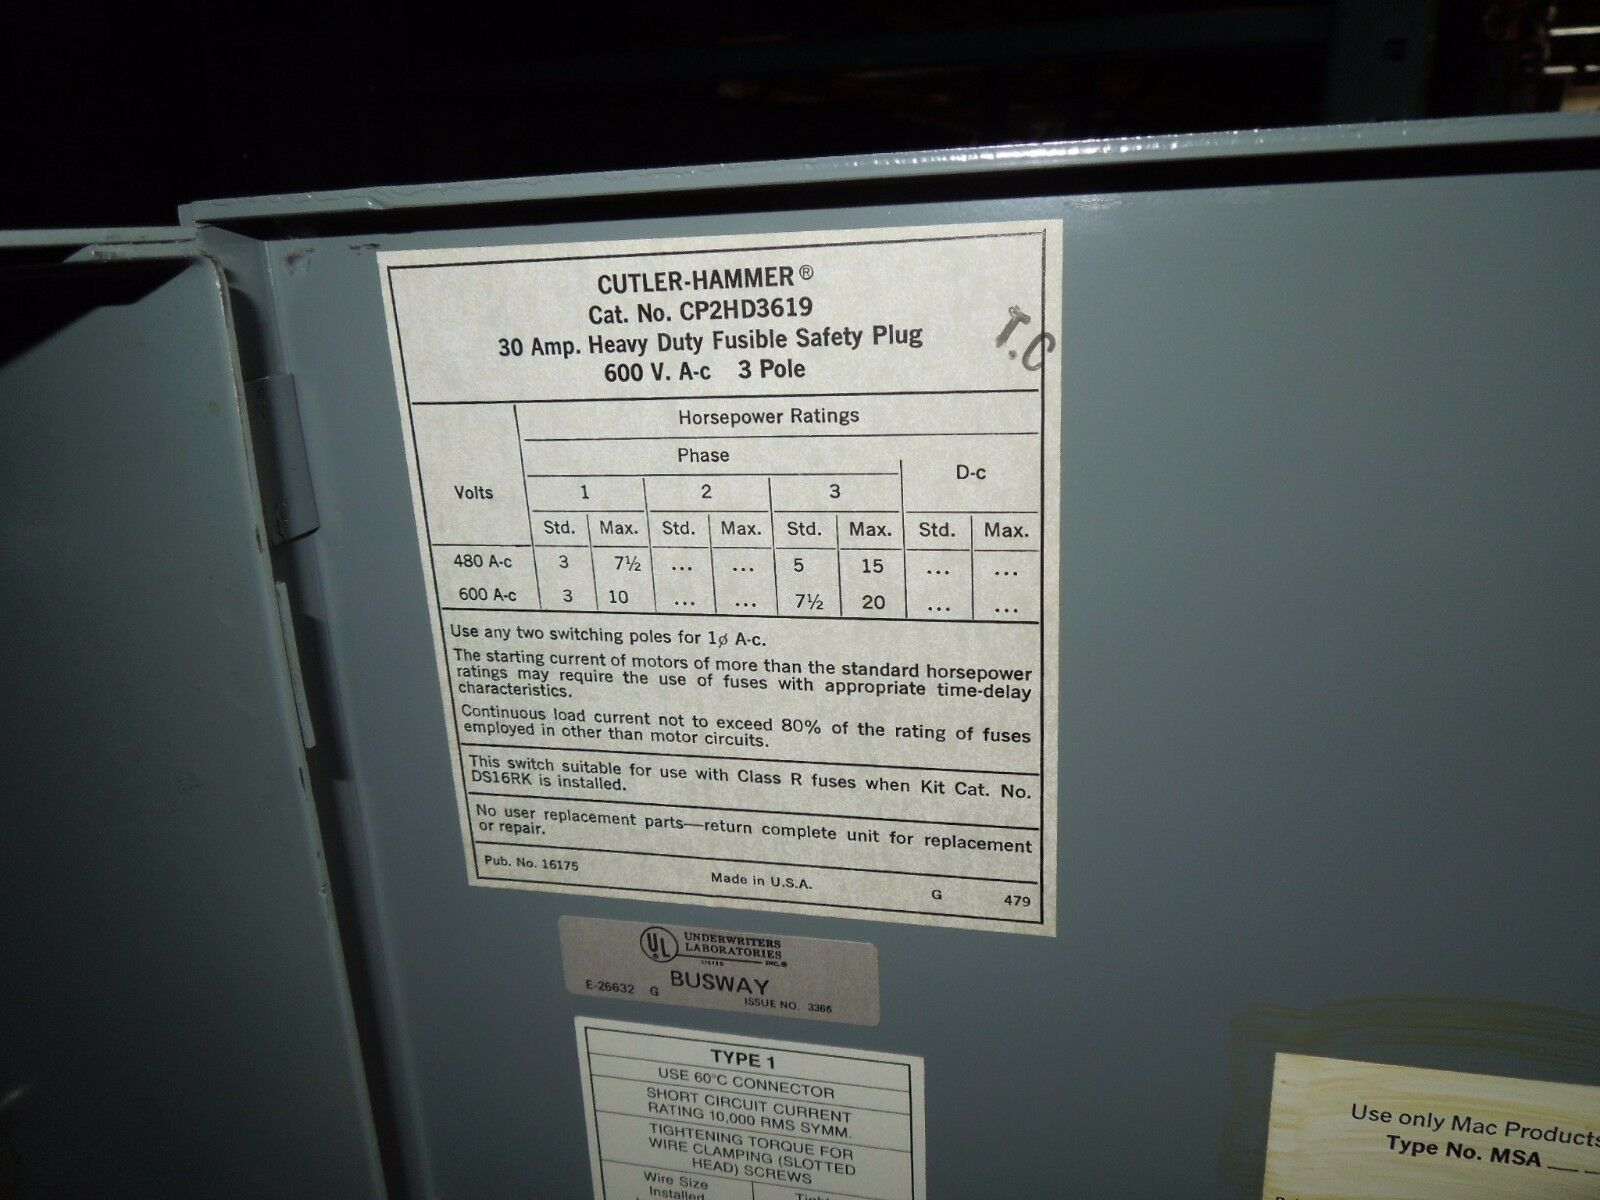 CUTLER-HAMMER®
Cat. No. CP2HD3619
30 Amp. Heavy Duty Fusible Safety Plug
600 V. A-c 3 Pole
T.C
Horsepower Ratings
Volts Phase D-c
1 2 3
Std. Max. Std. Max. Std. Max. Std. Max.
480 A-c 3 7½ ... ... 5 15 ... ...
600 A-c 3 10 ... ... 7½ 20 ... ...
Use any two switching poles for 1ø A-c.
The starting current of motors of more than the standard horsepower
ratings may require the use of fuses with appropriate time-delay
characteristics.
Continuous load current not to exceed 80% of the rating of fuses
employed in other than motor circuits.
This switch suitable for use with Class R fuses when Kit Cat. No.
DS16RK is installed.
No user replacement parts—return complete unit for replacement
or repair.
Pub. No. 16175 Made in U.S.A. G 479
UL UNDERWRITERS
LABORATORIES
LISTED INC.®
BUSWAY
E-26632 G ISSUE NO. 3366
TYPE 1
USE 60°C CONNECTOR
SHORT CIRCUIT CURRENT
RATING 10,000 RMS SYMM.
TIGHTENING TORQUE FOR
WIRE CLAMPING (SLOTTED
HEAD) SCREWS
Wire Size
Installed
Use only Mac Products
Type No. MSA